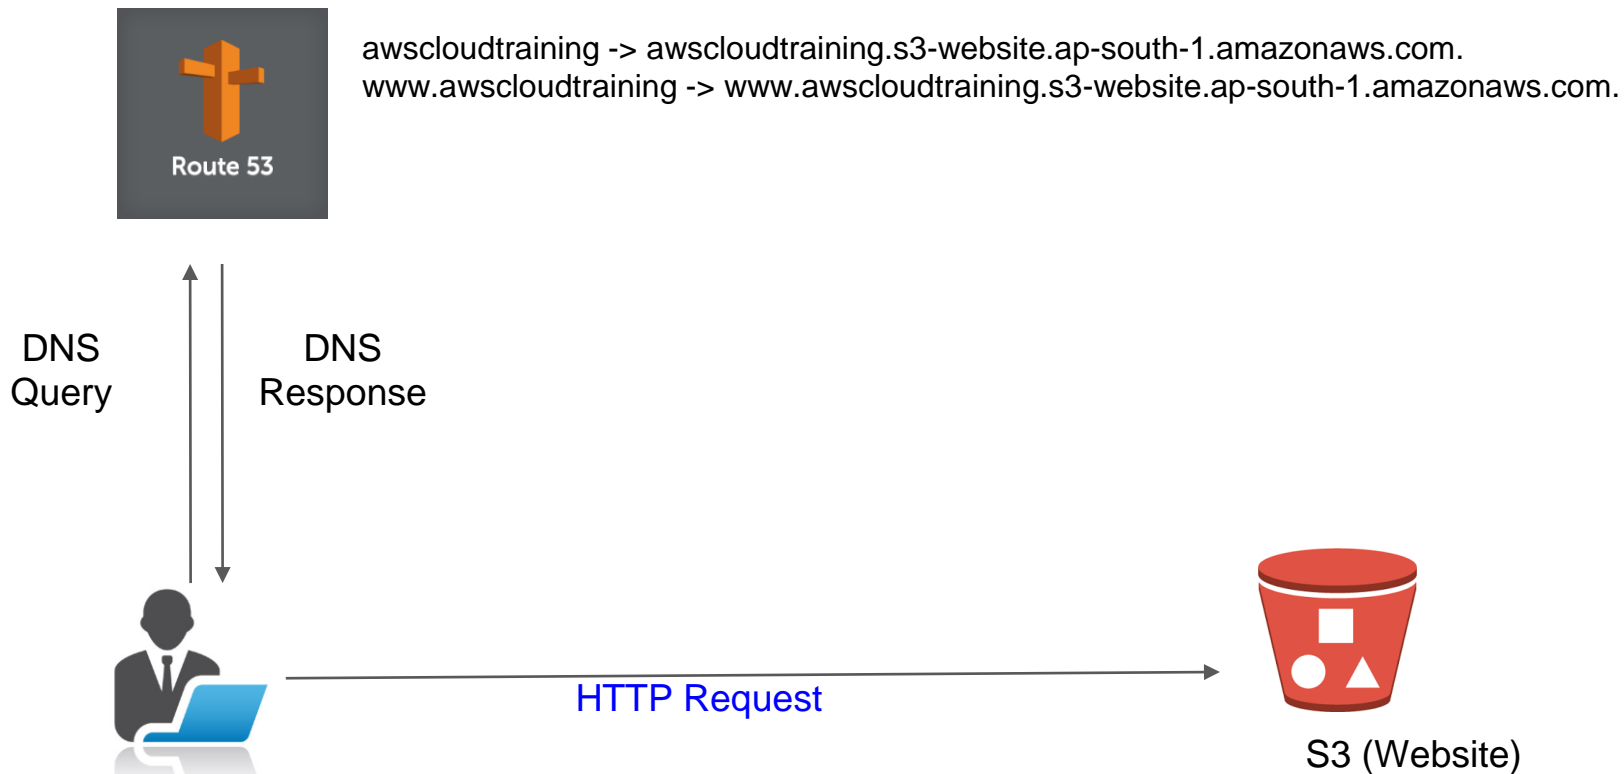 awscloudtraining -> awscloudtraining.s3-website.ap-south-1.amazonaws.com.
www.awscloudtraining -> www.awscloudtraining.s3-website.ap-south-1.amazonaws.com.
Route 53
DNS
Query
DNS
Response
HTTP Request
S3 (Website)